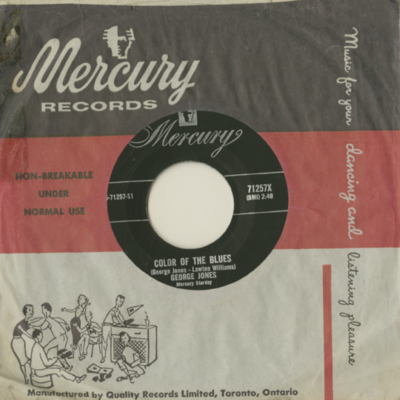 Mercury
RECORDS
Music for your dancing and listening pleasure
NON-BREAKABLE
UNDER
NORMAL USE
Mercury
71257X
(BMI) 2:40
COLOR OF THE BLUES
(George Jones - Lawton Williams)
GEORGE JONES
Mercury Starday
Manufactured by Quality Records Limited, Toronto, Ontario